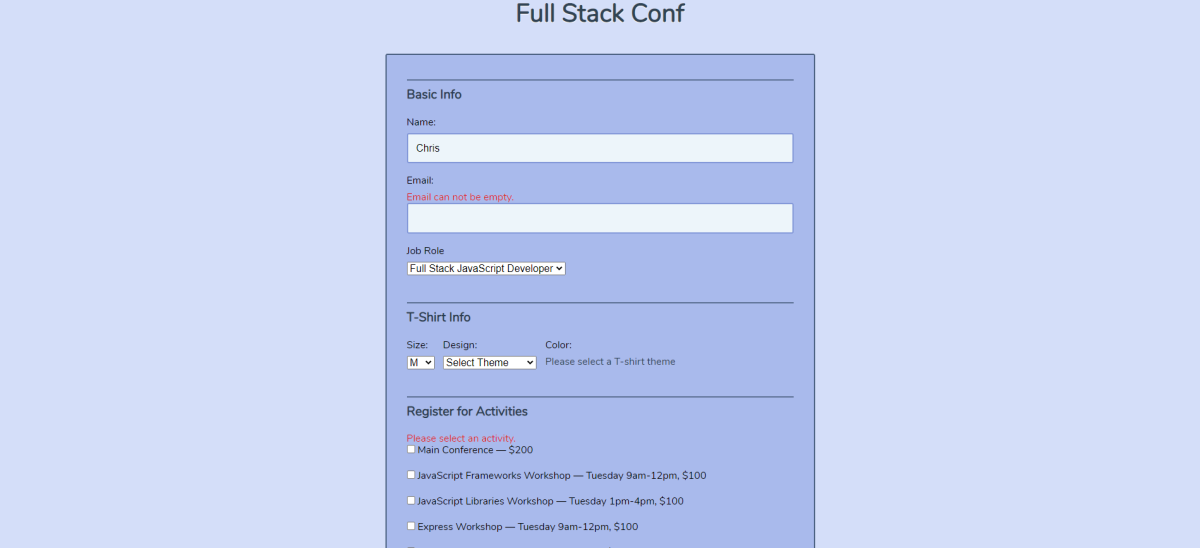 Full Stack Conf
Basic Info
Name:
Chris
Email:
Email can not be empty.
Job Role
Full Stack JavaScript Developer
T-Shirt Info
Size: Design: Color:
M Select Theme Please select a T-shirt theme
Register for Activities
Please select an activity.
Main Conference — $200
JavaScript Frameworks Workshop — Tuesday 9am-12pm, $100
JavaScript Libraries Workshop — Tuesday 1pm-4pm, $100
Express Workshop — Tuesday 9am-12pm, $100